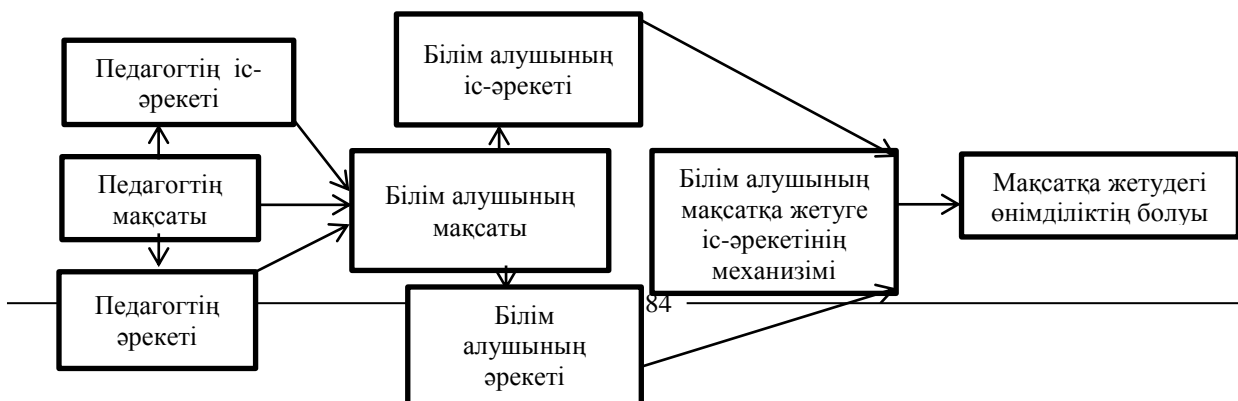 Педагогтің іс-
әрекеті
Педагогтің
мақсаты
Педагогтің
әрекеті
Білім алушының
іс-әрекеті
Білім алушының
мақсаты
Білім
алушының
әрекеті
Білім алушының
мақсатқа жетуге
іс-әрекетінің
механизімі
Мақсатқа жетудегі
өнімділіктің болуы
84